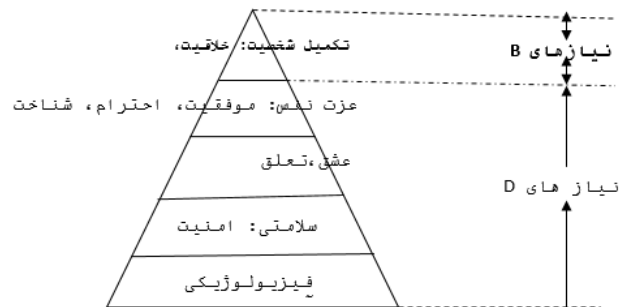 تکمیل شخصیت: خلاقیت،
نیازهای B
عزت نفس: موفقیت، احترام، شناخت
عشق،تعلق
نیاز های D
سلامتی: امنیت
فیزیولوژیکی